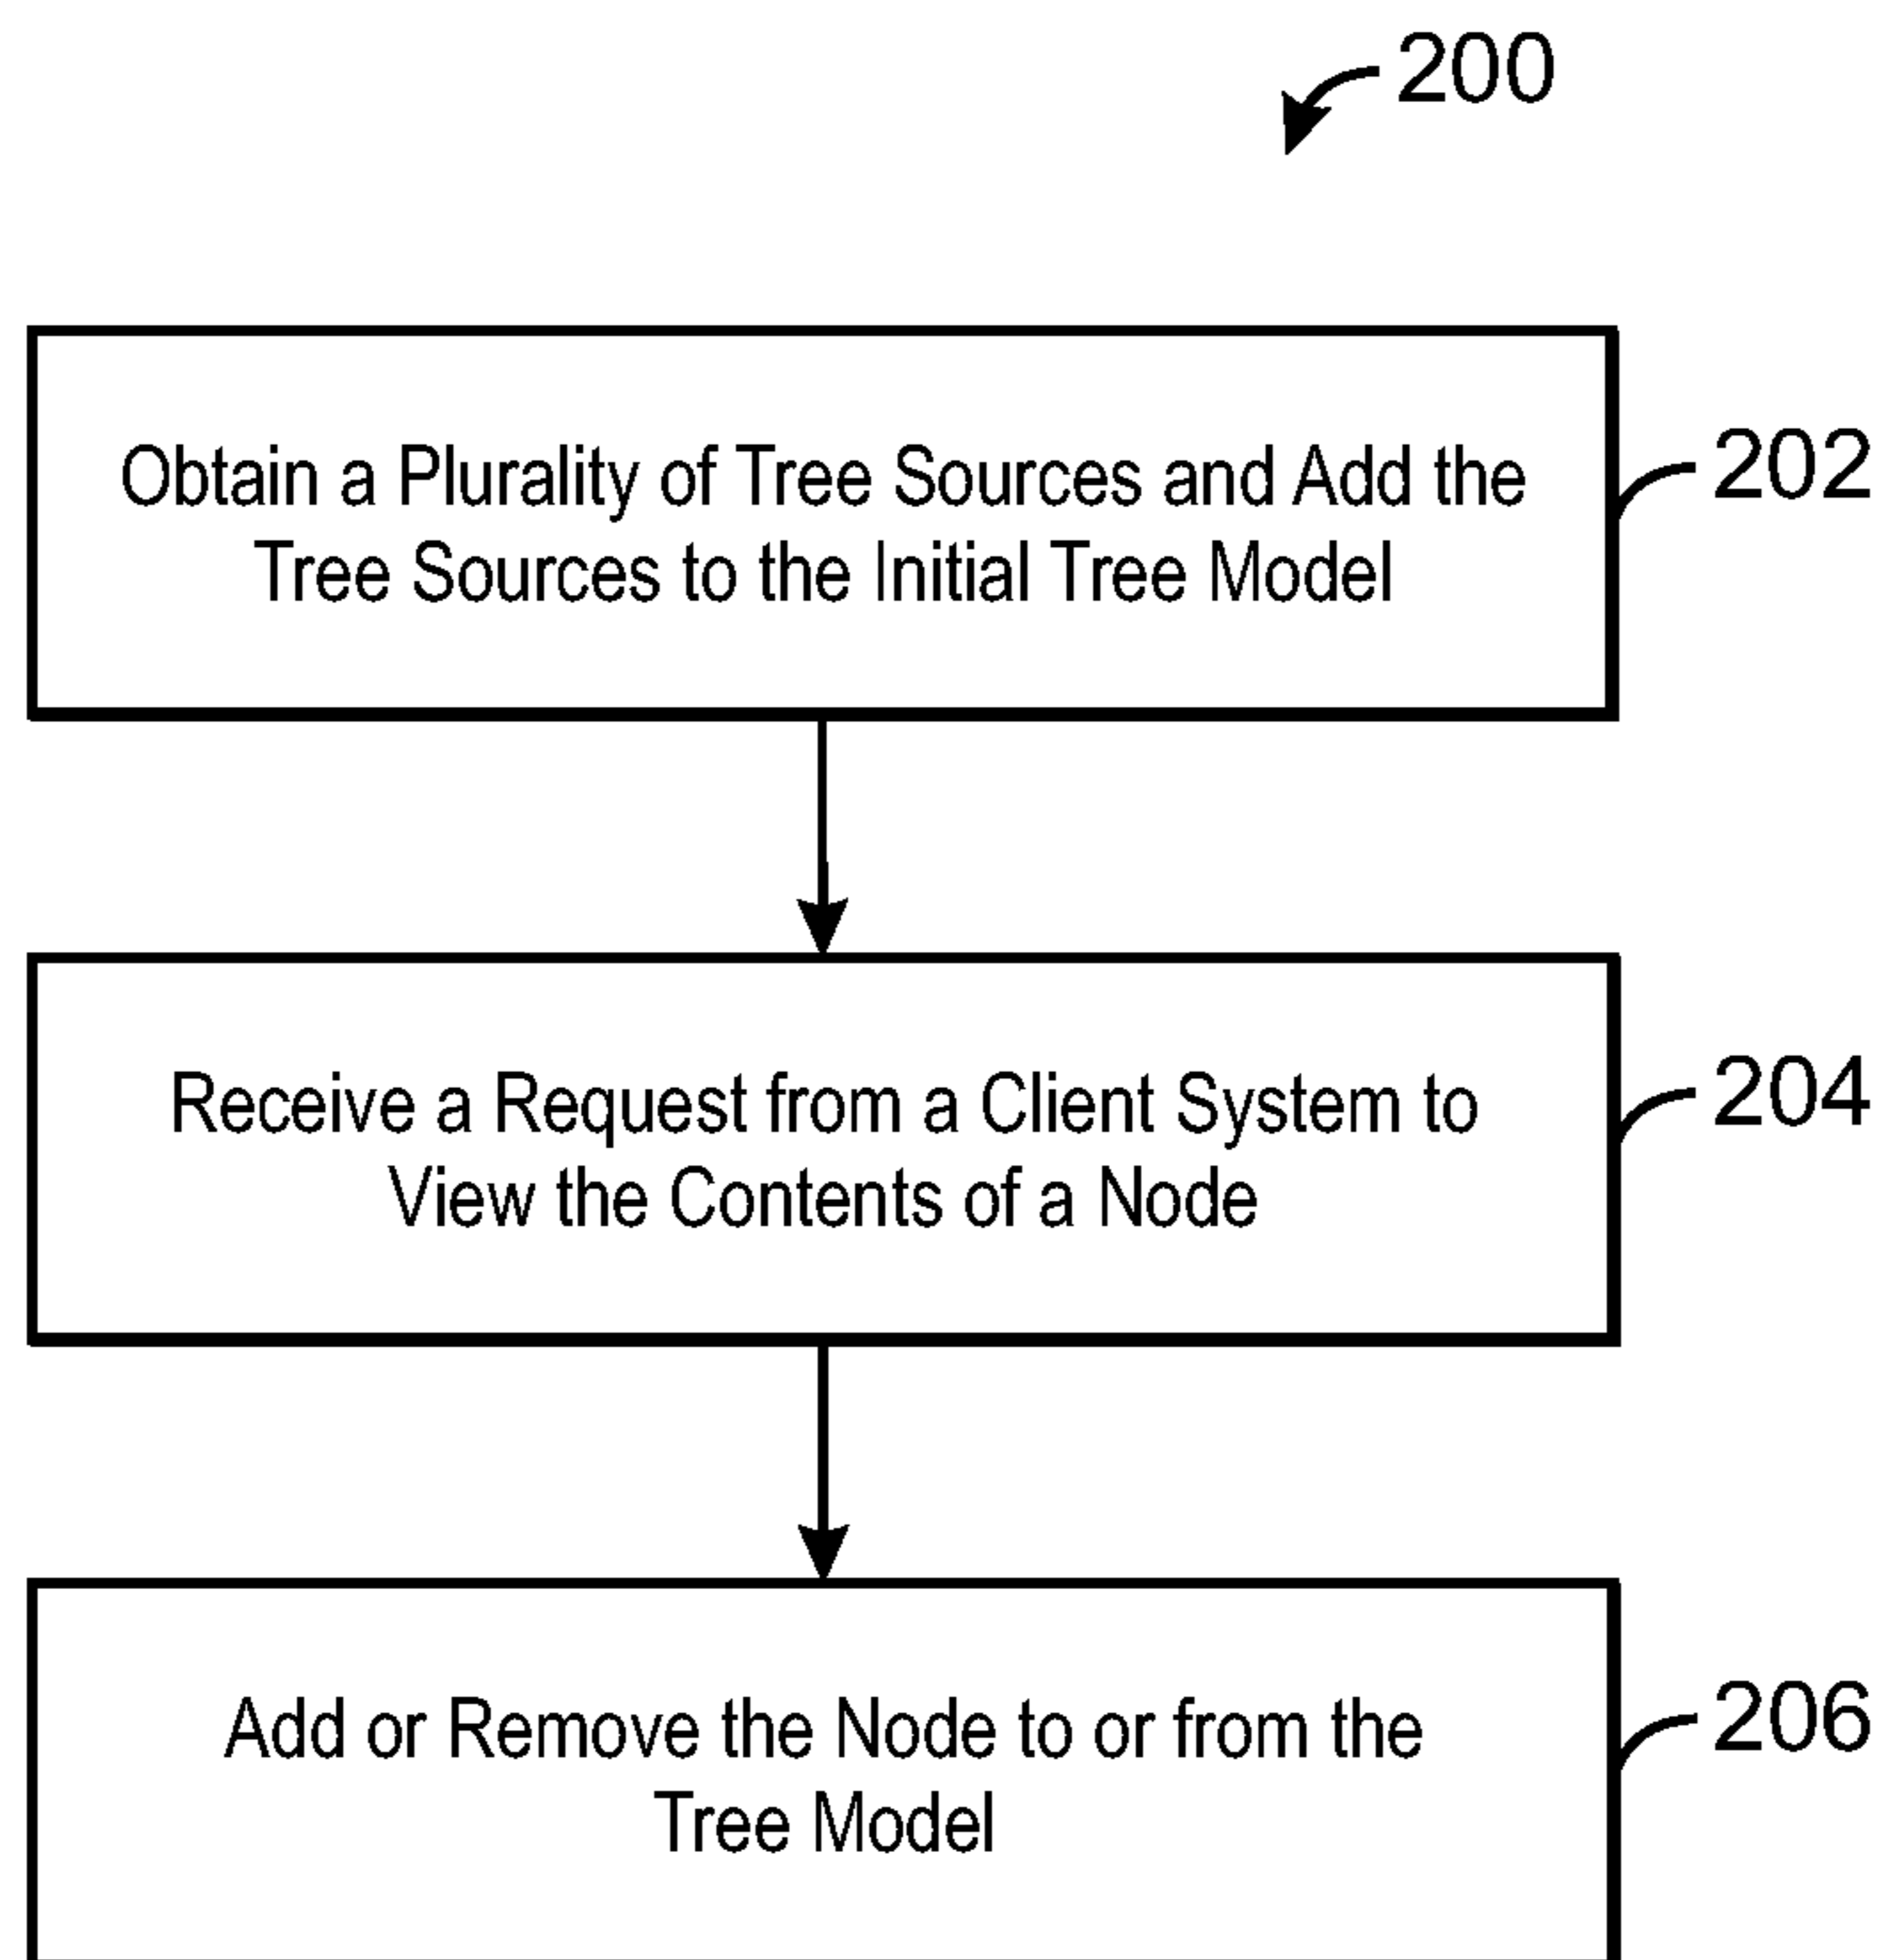 200
Obtain a Plurality of Tree Sources and Add the
Tree Sources to the Initial Tree Model
202
Receive a Request from a Client System to
View the Contents of a Node
204
Add or Remove the Node to or from the
Tree Model
206